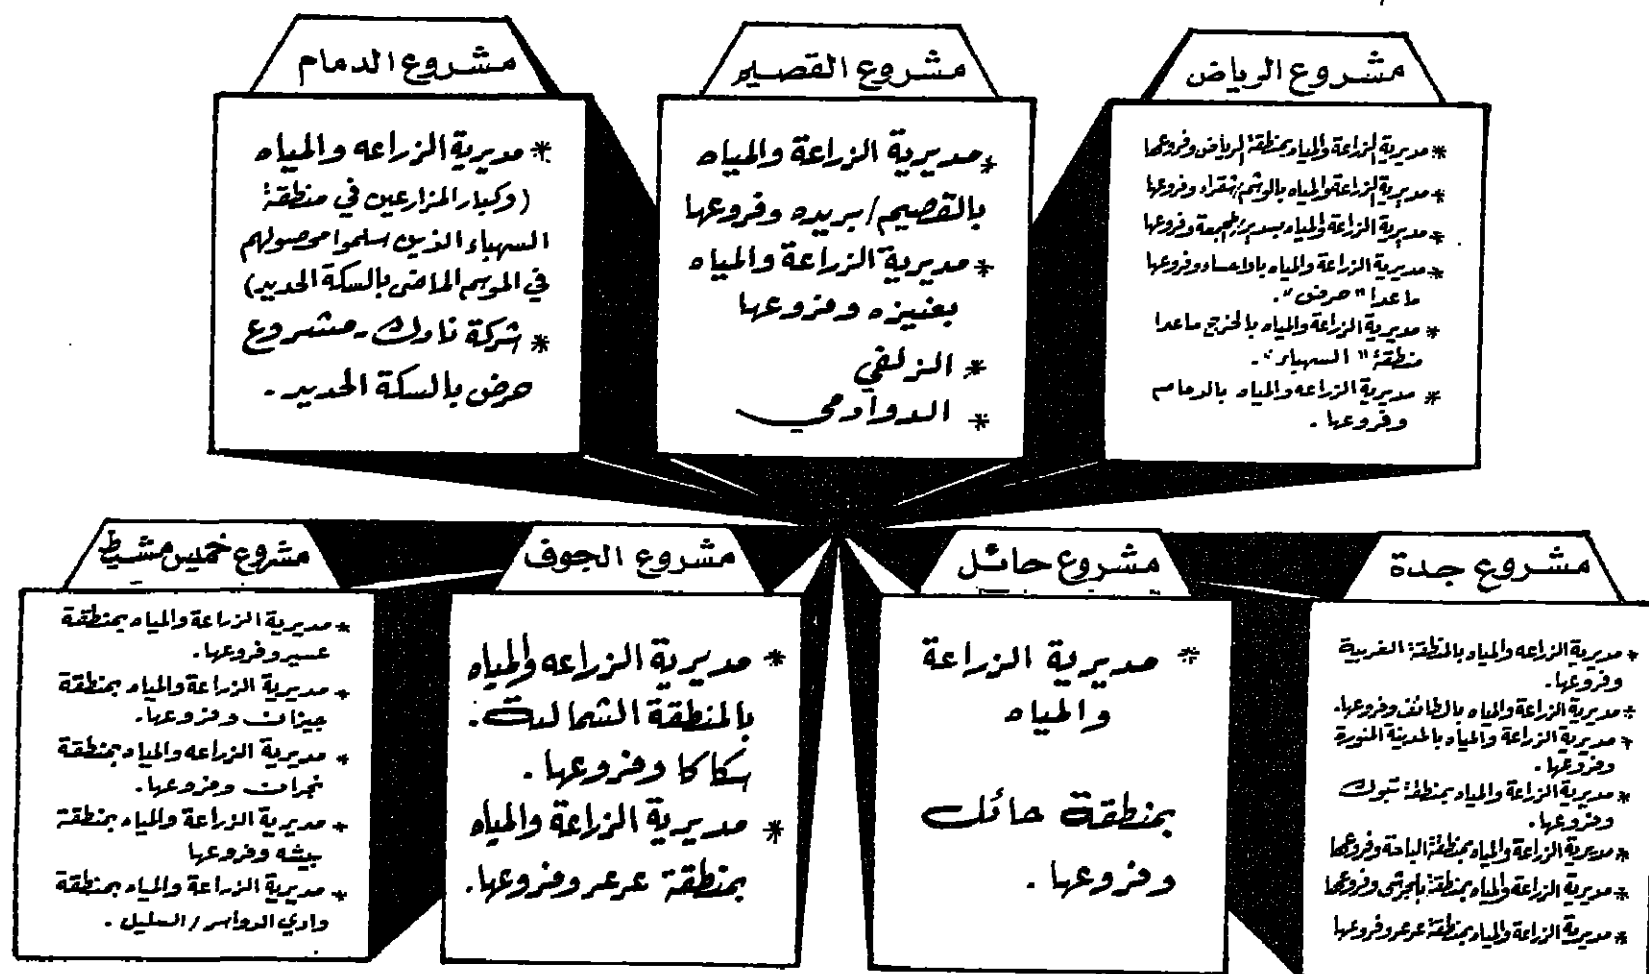 مشروع الرياض
* مديرية الزراعة والمياه بمنطقة الرياض وفروعها
* مديرية الزراعة والمياه بالوشم/شقراء وفروعها
* مديرية الزراعة والمياه بسدير/المجمعة وفروعها
* مديرية الزراعة والمياه بالاحساء وفروعها
ماعدا "حرض".
* مديرية الزراعة والمياه بالخرج ماعدا
منطقة "السهباء".
* مديرية الزراعه والمياه بالدمام
وفروعها.
مشروع القصيم
* مديرية الزراعة والمياه
بالقصيم/بريده وفروعها
* مديرية الزراعة والمياه
بعنيزه وفروعها
* الزلفي
* الدوادمي
مشروع الدمام
* مديرية الزراعه والمياه
(وكبار المزارعين في منطقة
السهباء الذين سلموا محصولهم
في الموسم الماضى بالسكة الحديد)
* شركة نادك - مشروع
حرض بالسكة الحديد.
مشروع جدة
* مديرية الزراعه والمياه بالمنطقة الغربية
وفروعها.
* مديرية الزراعة والمياه بالطائف وفروعها.
* مديرية الزراعة والمياه بالمدينة المنورة
وفروعها.
* مديرية الزراعة والمياه بمنطقة تبوك
وفروعها.
* مديرية الزراعة والمياه بمنطقة الباحة وفروعها
* مديرية الزراعة والمياه بمنطقة بلجرشى وفروعها
* مديرية الزراعة والمياه بمنطقة عرعر وفروعها
مشروع حائل
* مديرية الزراعة
والمياه
بمنطقة حائل
وفروعها.
مشروع الجوف
* مديرية الزراعه والمياه
بالمنطقة الشمالية.
سكاكا وفروعها.
* مديرية الزراعة والمياه
بمنطقة عرعر وفروعها.
مشروع خميس مشيط
* مديرية الزراعة والمياه بمنطقة
عسير وفروعها.
* مديرية الزراعة والمياه بمنطقة
جيزان وفروعها.
* مديرية الزراعه والمياه بمنطقة
نجران وفروعها.
* مديرية الزراعة والمياه بمنطقة
بيشه وفروعها
* مديرية الزراعة والمياه بمنطقة
وادي الدواسر/السليل.